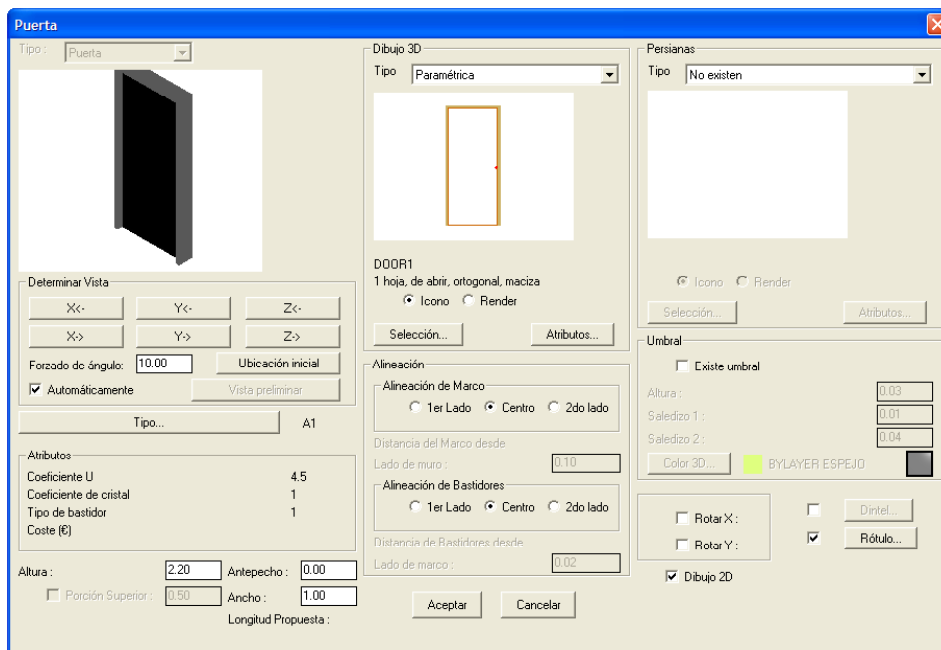 Puerta
Tipo :
Puerta
Determinar Vista
X<-
Y<-
Z<-
X->
Y->
Z->
Forzado de ángulo:
10.00
Ubicación inicial
Automáticamente
Vista preliminar
Tipo...
A1
Atributos
Coeficiente U
4.5
Coeficiente de cristal
1
Tipo de bastidor
1
Coste (€)
Altura :
2.20
Antepecho :
0.00
Porción Superior :
0.50
Ancho :
1.00
Longitud Propuesta :
Dibujo 3D
Tipo
Paramétrica
DOOR1
1 hoja, de abrir, ortogonal, maciza
Icono
Render
Selección...
Atributos...
Alineación
Alineación de Marco
1er Lado
Centro
2do lado
Distancia del Marco desde
Lado de muro :
0.10
Alineación de Bastidores
1er Lado
Centro
2do lado
Distancia de Bastidores desde
Lado de marco :
0.02
Aceptar
Cancelar
Persianas
Tipo
No existen
Icono
Render
Selección...
Atributos...
Umbral
Existe umbral
Altura :
0.03
Saledizo 1 :
0.01
Saledizo 2 :
0.04
Color 3D...
BYLAYER ESPEJO
Rotar X :
Rotar Y :
Dintel...
Rótulo...
Dibujo 2D